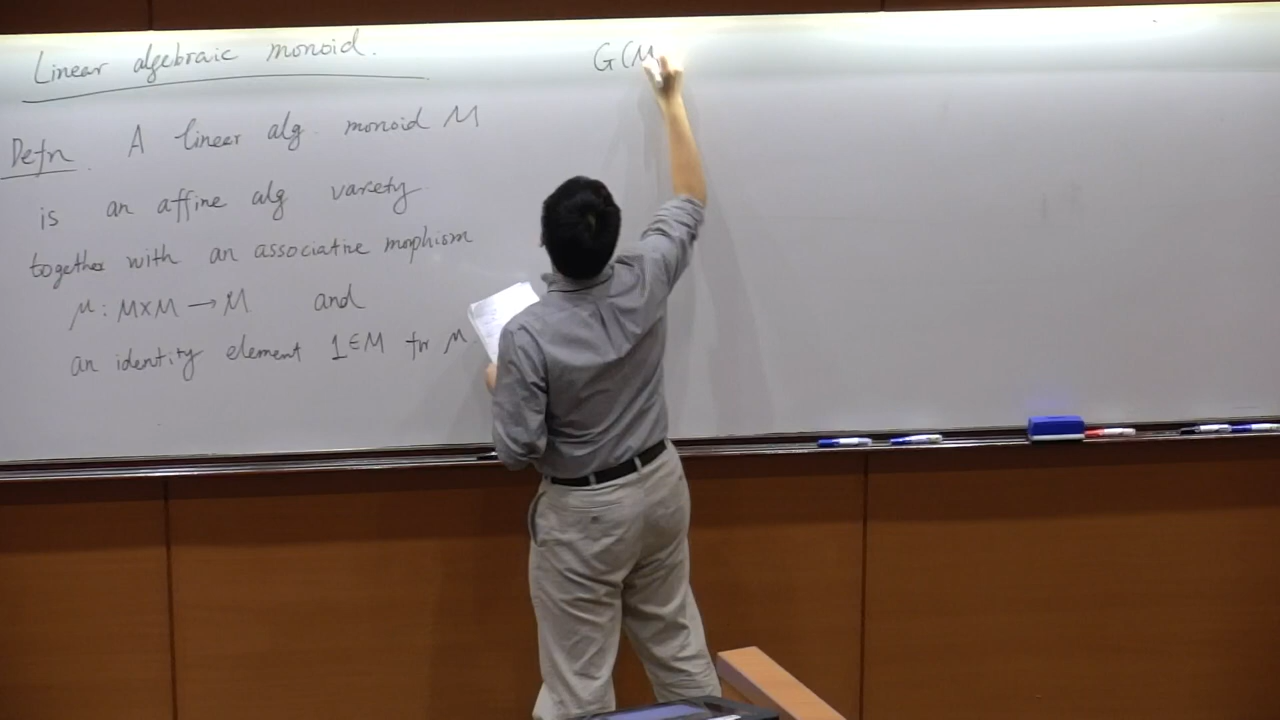 Linear algebraic monoid.
Defn. A linear alg. monoid M
is an affine alg variety
together with an associative morphism
μ: M×M → M and
an identity element 1∈M for μ.
G(M